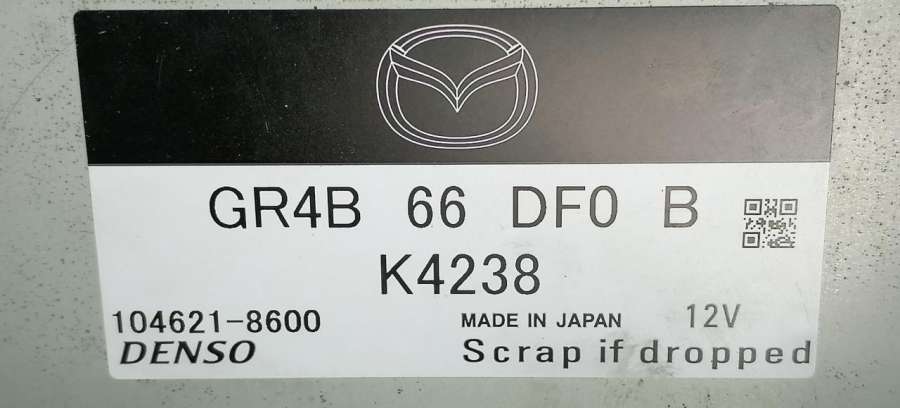 GR4B 66 DF0 B
K4238
104621-8600 MADE IN JAPAN 12V
DENSO Scrap if dropped